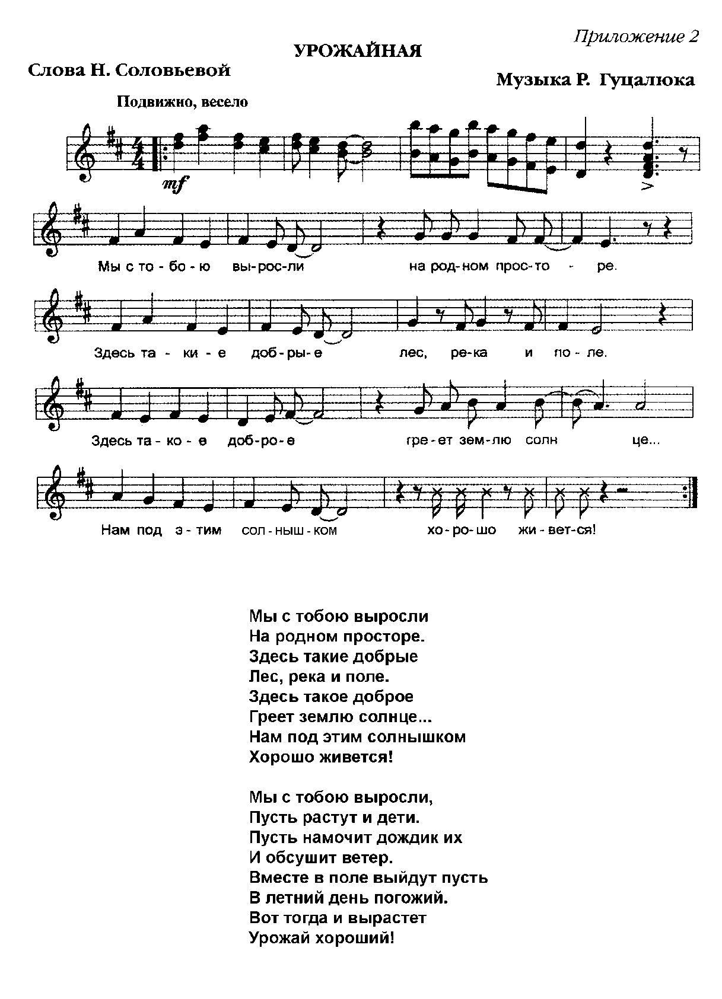 Приложение 2
УРОЖАЙНАЯ
Слова Н. Соловьевой
Музыка Р. Гуцалюка
Подвижно, весело
mf
Мы с то - бо - ю вы-рос-ли на род-ном прос-то - ре.
Здесь та - ки - е доб-ры-е лес, ре-ка и по - ле.
Здесь та - ко - е доб-ро-е гре-ет зем-лю солн це...
Нам под э - тим сол-ныш-ком хо-ро-шо жи-вет-ся!
Мы с тобою выросли
На родном просторе.
Здесь такие добрые
Лес, река и поле.
Здесь такое доброе
Греет землю солнце...
Нам под этим солнышком
Хорошо живется!
Мы с тобою выросли,
Пусть растут и дети.
Пусть намочит дождик их
И обсушит ветер.
Вместе в поле выйдут пусть
В летний день погожий.
Вот тогда и вырастет
Урожай хороший!